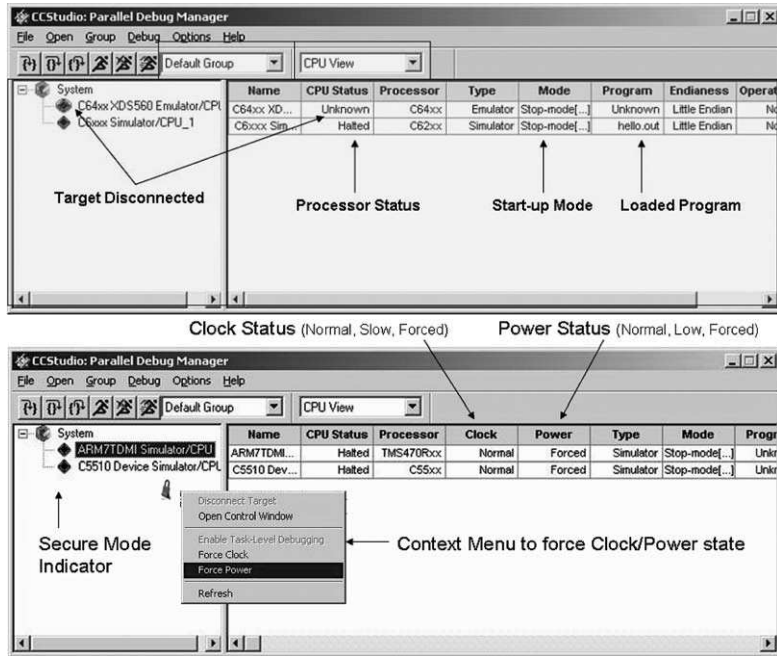 CCStudio: Parallel Debug Manager
File Open Group Debug Options Help
Default Group CPU View
System
C64xx XDS560 Emulator/CPU
C6xxx Simulator/CPU_1
Name CPU Status Processor Type Mode Program Endianess Operat
C64xx XD... Unknown C64xx Emulator Stop-mode[...] Unknown Little Endian No
C6xxx Sim... Halted C62xx Simulator Stop-mode[...] hello.out Little Endian No
Target Disconnected
Processor Status
Start-up Mode
Loaded Program
Clock Status (Normal, Slow, Forced)
Power Status (Normal, Low, Forced)
CCStudio: Parallel Debug Manager
File Open Group Debug Options Help
Default Group CPU View
System
ARM7TDMI Simulator/CPU
C5510 Device Simulator/CPU
Name CPU Status Processor Clock Power Type Mode Progr
ARM7TDMI... Halted TMS470Rxx Normal Forced Simulator Stop-mode[...] Unkr
C5510 Dev... Halted C55xx Normal Forced Simulator Stop-mode[...] Unkr
Disconnect Target
Open Control Window
Enable Task-Level Debugging
Force Clock
Force Power
Refresh
Secure Mode
Indicator
Context Menu to force Clock/Power state